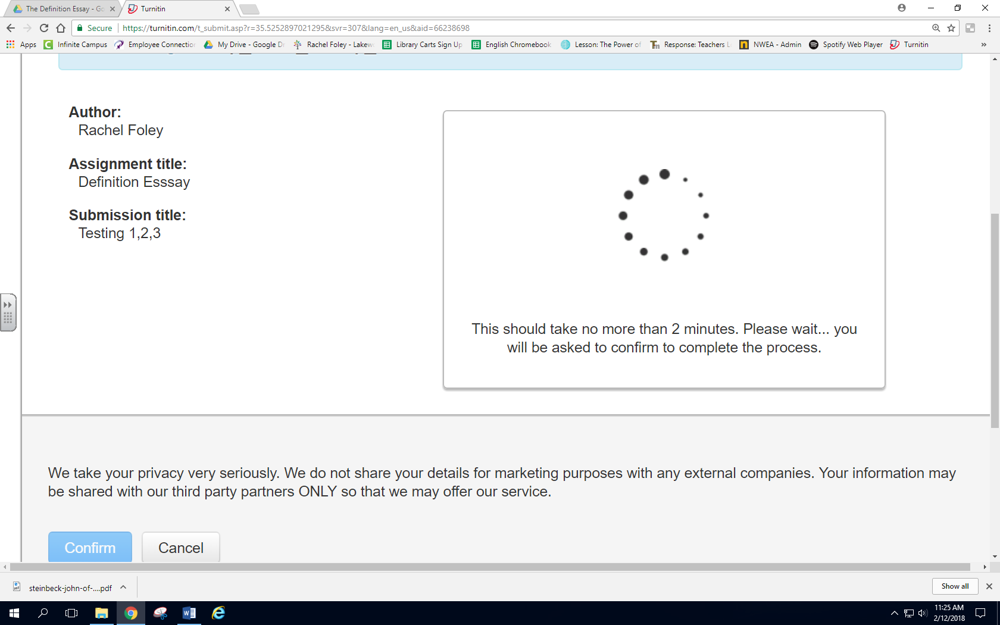 The Definition Essay - Go
Turnitin
Secure
https://turnitin.com/t_submit.asp?r=35.5252897021295&svr=307&lang=en_us&aid=66238698
Apps
Infinite Campus
Employee Connection
My Drive - Google Dr
Rachel Foley - Lakew
Library Carts Sign Up
English Chromebook
Lesson: The Power of
Tm
Response: Teachers L
NWEA - Admin
Spotify Web Player
Turnitin
»
Author:
Rachel Foley
Assignment title:
Definition Esssay
Submission title:
Testing 1,2,3
This should take no more than 2 minutes. Please wait... you
will be asked to confirm to complete the process.
We take your privacy very seriously. We do not share your details for marketing purposes with any external companies. Your information may
be shared with our third party partners ONLY so that we may offer our service.
Confirm
Cancel
steinbeck-john-of-....pdf
Show all
11:25 AM
2/12/2018